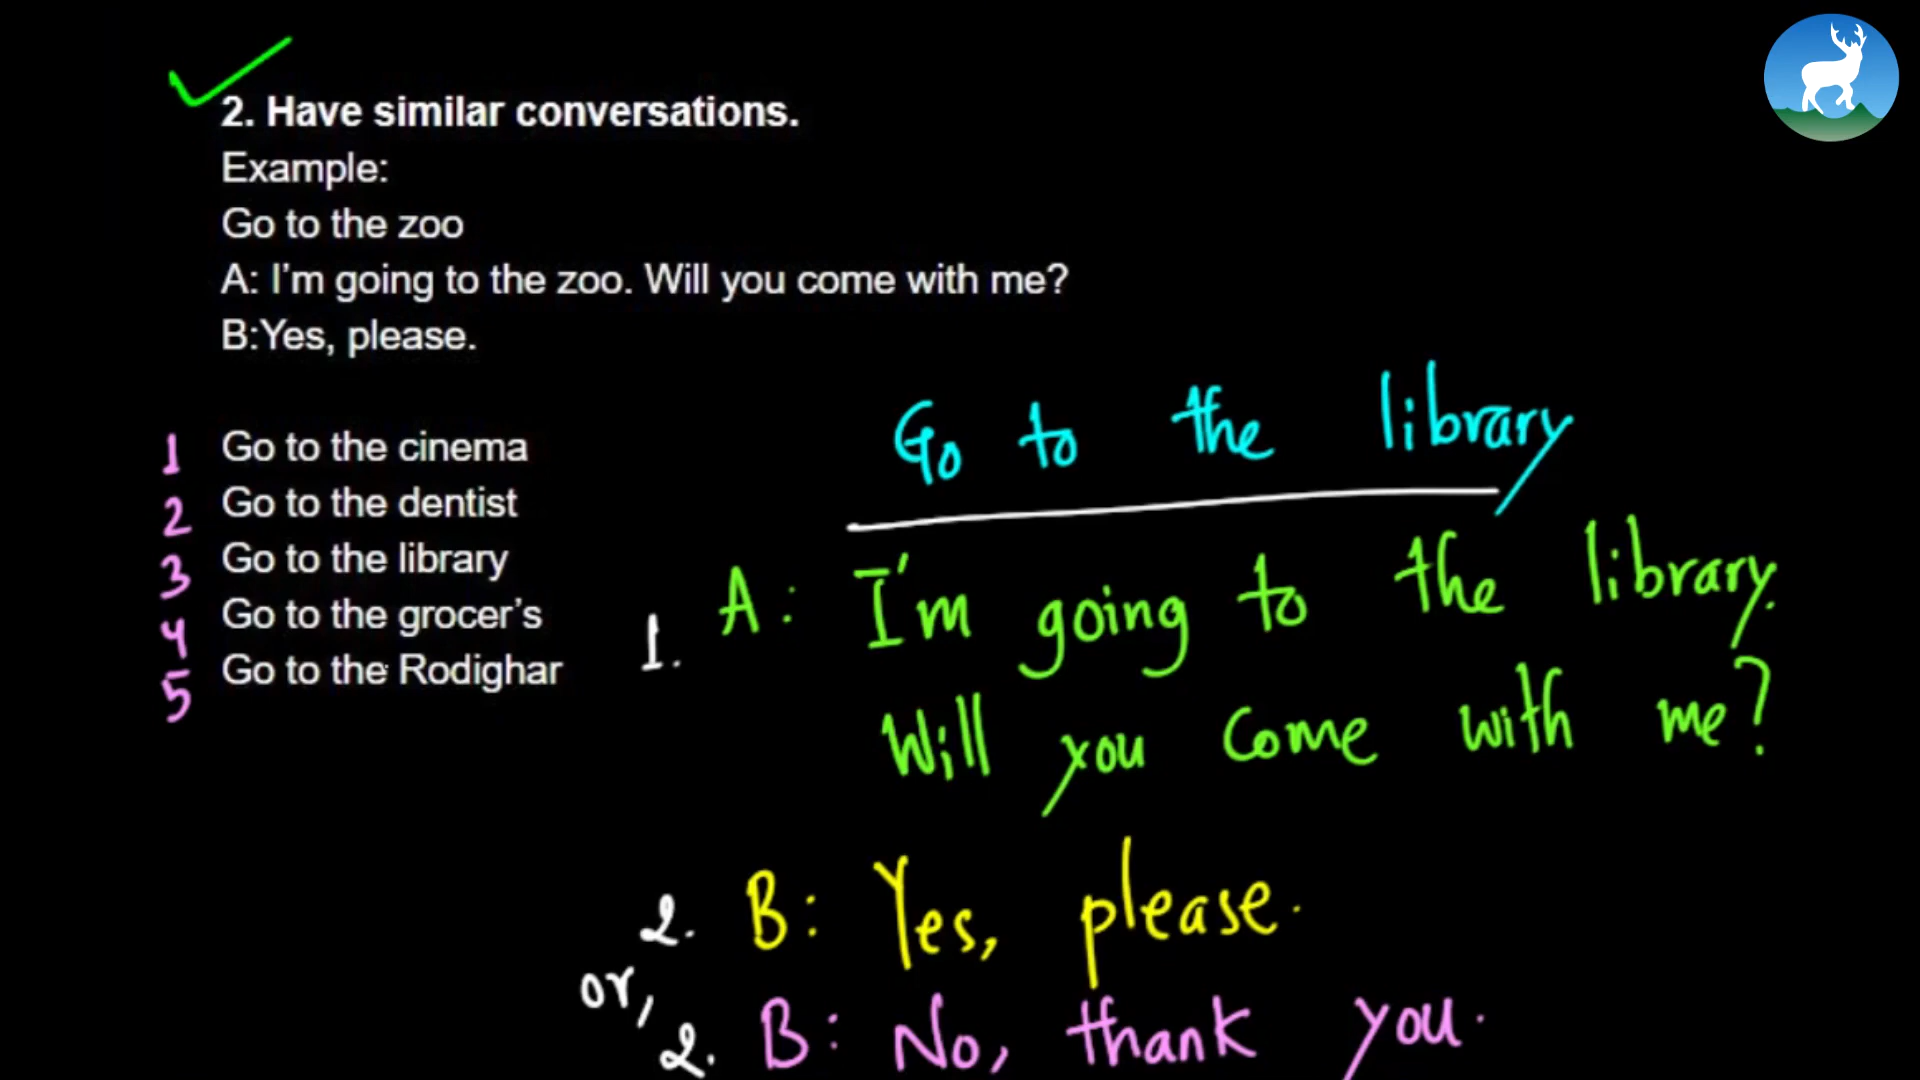 2. Have similar conversations.
Example:
Go to the zoo
A: I'm going to the zoo. Will you come with me?
B:Yes, please.
1 Go to the cinema
2 Go to the dentist
3 Go to the library
4 Go to the grocer's
5 Go to the Rodighar
Go to the library
1. A: I'm going to the library.
Will you come with me?
2. B: Yes, please.
or,
2. B: No, thank you.